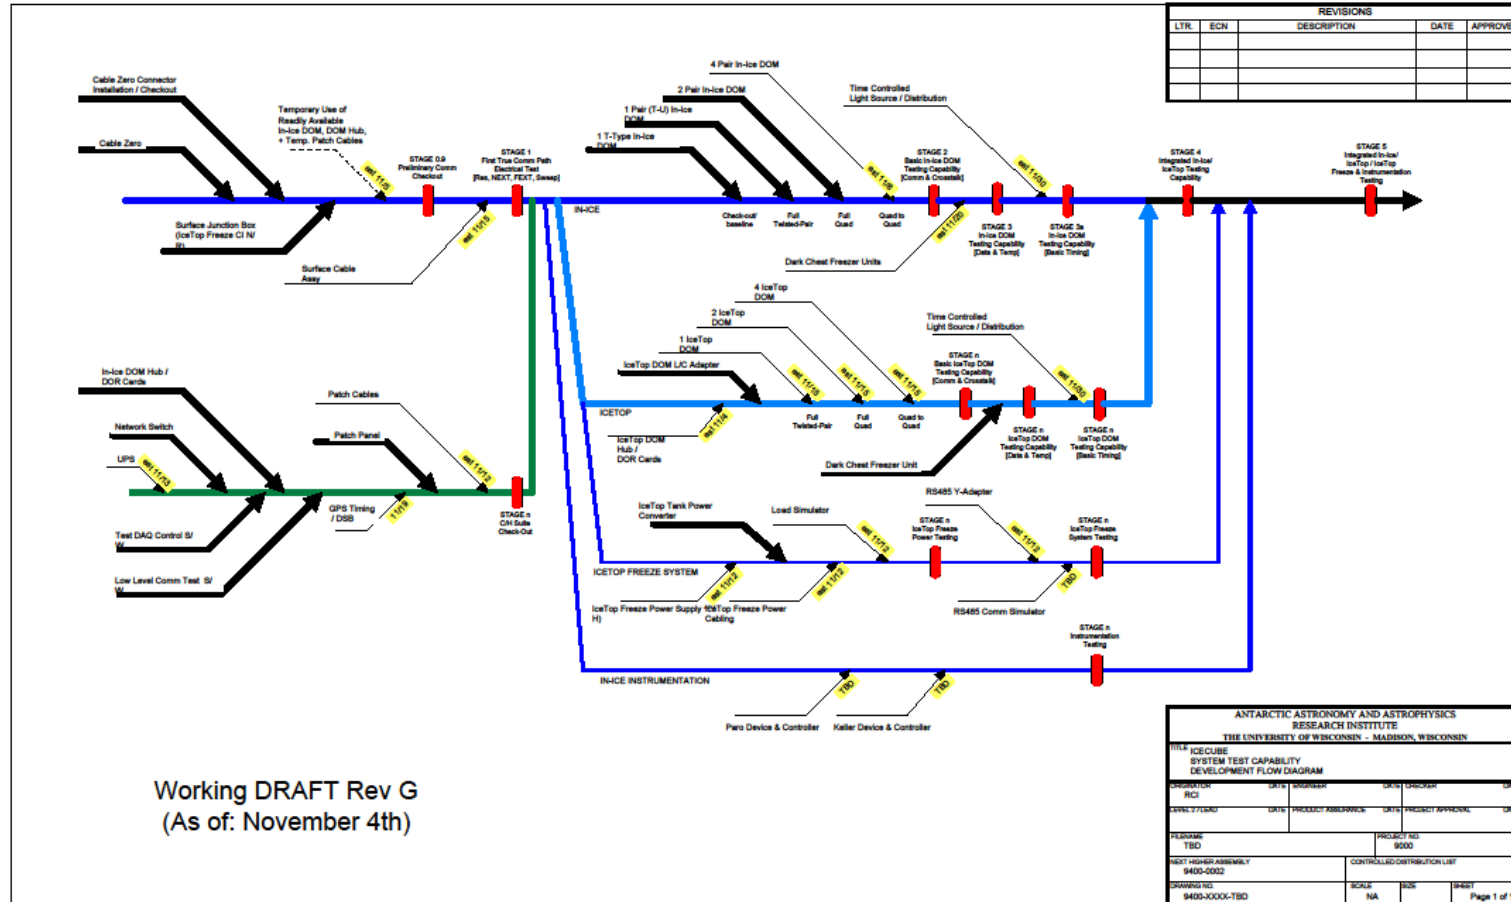 REVISIONS
LTR. ECN DESCRIPTION DATE APPROVE
4 Pair In-Ice DOM
2 Pair In-Ice DOM
1 Pair (T-U) In-Ice
DOM
1 T-Type In-Ice
DOM
Time Controlled
Light Source / Distribution
Cable Zero Connector
Installation / Checkout
Cable Zero
Temporary Use of
Readily Available
In-Ice DOM, DOM Hub,
+ Temp. Patch Cables
est 11/5
STAGE 0.9
Preliminary Comm
Checkout
STAGE 1
First True Comm Path
Electrical Test
[Res, NEXT, FEXT, Sweep]
est 11/8
STAGE 2
Basic In-Ice DOM
Testing Capability
[Comm & Crosstalk]
est 11/30
STAGE 4
Integrated In-Ice/
IceTop Testing
Capability
STAGE 5
Integrated In-Ice/
IceTop / IceTop
Freeze & Instrumentation
Testing
IN-ICE
Surface Junction Box
(IceTop Freeze CI N/
R)
est 11/15
Surface Cable
Assy
Check-out/
baseline
Full
Twisted-Pair
Full
Quad
Quad to
Quad
est 11/20
STAGE 3
In-Ice DOM
Testing Capability
[Data & Temp]
STAGE 3a
In-Ice DOM
Testing Capability
[Basic Timing]
Dark Chest Freezer Units
4 IceTop
DOM
2 IceTop
DOM
1 IceTop
DOM
IceTop DOM L/C Adapter
Time Controlled
Light Source / Distribution
est 11/15
est 11/15
est 11/15
STAGE n
Basic IceTop DOM
Testing Capability
[Comm & Crosstalk]
est 11/30
ICETOP
est 11/4
IceTop DOM
Hub /
DOR Cards
Full
Twisted-Pair
Full
Quad
Quad to
Quad
STAGE n
IceTop DOM
Testing Capability
[Data & Temp]
STAGE n
IceTop DOM
Testing Capability
[Basic Timing]
Dark Chest Freezer Unit
In-Ice DOM Hub /
DOR Cards
Network Switch
UPS
est 11/13
Patch Cables
Patch Panel
est 11/12
GPS Timing
/ DSB
11/19
STAGE n
C/H Suite
Check-Out
Test DAQ Control S/
W
Low Level Comm Test S/
W
IceTop Tank Power
Converter
Load Simulator
est 11/12
STAGE n
IceTop Freeze
Power Testing
RS485 Y-Adapter
est 11/12
STAGE n
IceTop Freeze
System Testing
ICETOP FREEZE SYSTEM
est 11/12
est 11/12
TBD
IceTop Freeze Power Supply
H)
IceTop Freeze Power
Cabling
RS485 Comm Simulator
STAGE n
Instrumentation
Testing
IN-ICE INSTRUMENTATION
TBD
TBD
Paro Device & Controller
Keller Device & Controller
Working DRAFT Rev G
(As of: November 4th)
ANTARCTIC ASTRONOMY AND ASTROPHYSICS
RESEARCH INSTITUTE
THE UNIVERSITY OF WISCONSIN - MADISON, WISCONSIN
TITLE ICECUBE
SYSTEM TEST CAPABILITY
DEVELOPMENT FLOW DIAGRAM
ORIGINATOR DATE ENGINEER DATE CHECKER
RCI
LEVEL 2 / LEAD DATE PRODUCT ASSURANCE DATE PROJECT APPROVAL
FILENAME PROJECT NO.
TBD 9000
NEXT HIGHER ASSEMBLY CONTROLLED DISTRIBUTION LIST
9400-0002
DRAWING NO. SCALE SIZE SHEET
9400-XXXX-TBD NA Page 1 of 1